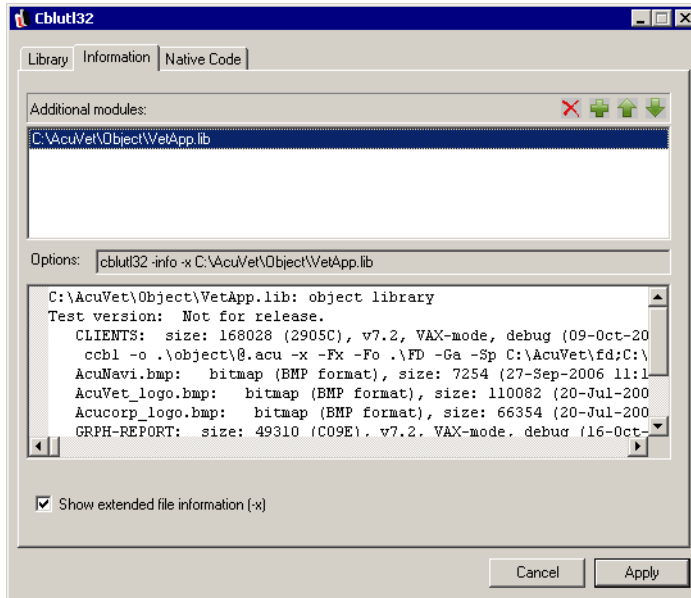 Cblutl32
Library Information Native Code
Additional modules:
C:\AcuVet\Object\VetApp.lib
Options: cblutl32 -info -x C:\AcuVet\Object\VetApp.lib
C:\AcuVet\Object\VetApp.lib: object library
Test version: Not for release.
CLIENTS: size: 168028 (2905C), v7.2, VAX-mode, debug (09-Oct-20
ccbl -o .\object\@.acu -x -Fx -Fo .\FD -Ga -Sp C:\AcuVet\fd;C:\
AcuNavi.bmp: bitmap (BMP format), size: 7254 (27-Sep-2006 11:1
AcuVet_logo.bmp: bitmap (BMP format), size: 110082 (20-Jul-200
Acucorp_logo.bmp: bitmap (BMP format), size: 66354 (20-Jul-200
GRPH-REPORT: size: 49310 (C09E), v7.2, VAX-mode, debug (16-Oct-
Show extended file information (-x)
Cancel Apply